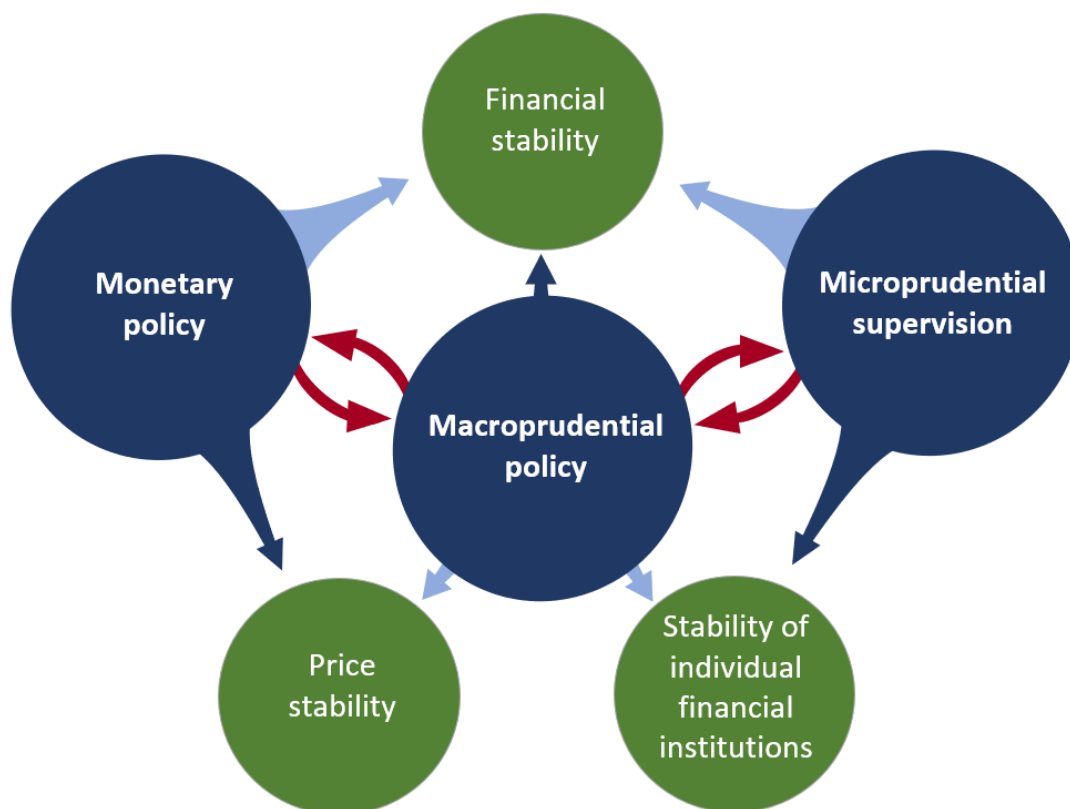 Financial
stability
Monetary
policy
Microprudential
supervision
Macroprudential
policy
Price
stability
Stability of
individual
financial
institutions